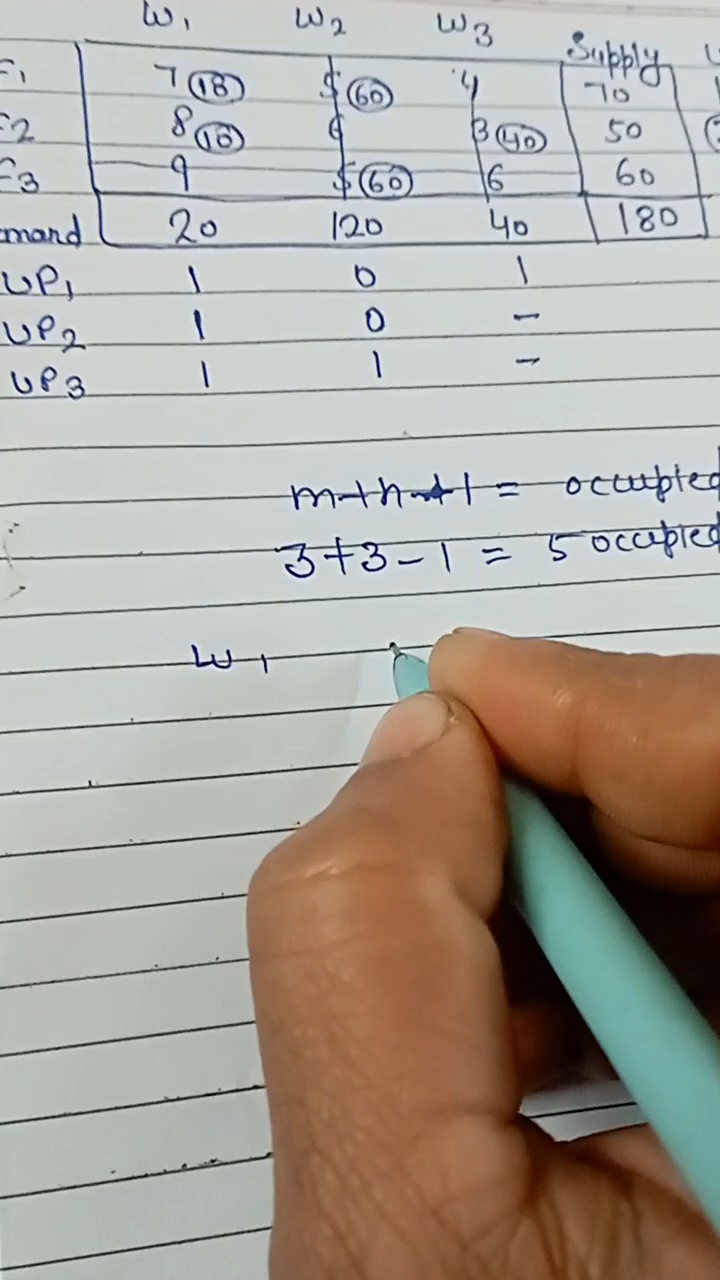 W1 W2 W3 Supply
F1 7 (18) 5 (60) 4 70
F2 8 (10) 6 3 (40) 50
F3 9 5 (60) 6 60
mand 20 120 40 180
UP1 1 0 1
UP2 1 0 -
UP3 1 1 -
m+n-1 = occupied
3+3-1 = 5 occupied
W1